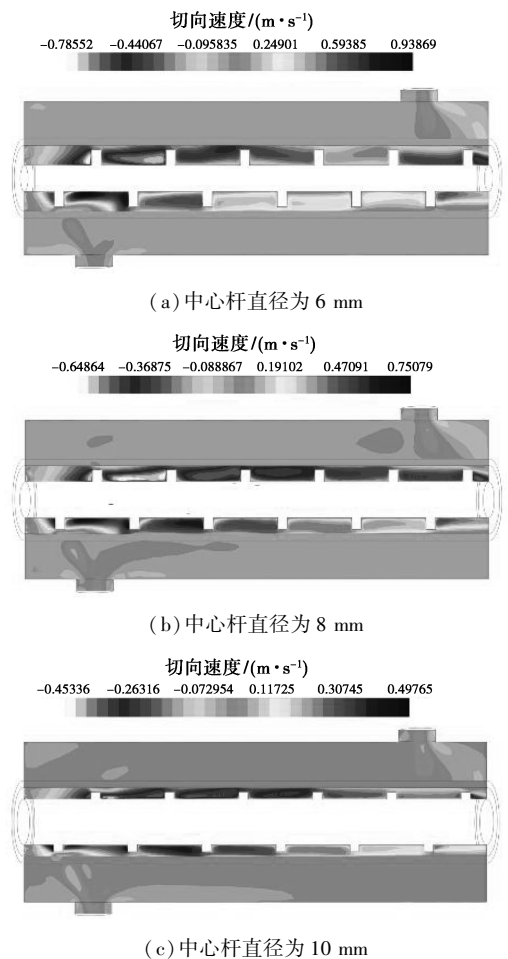 切向速度/(m·s⁻¹)
-0.78552 -0.44067 -0.095835 0.24901 0.59385 0.93869
(a)中心杆直径为 6 mm
切向速度/(m·s⁻¹)
-0.64864 -0.36875 -0.088867 0.19102 0.47091 0.75079
(b)中心杆直径为 8 mm
切向速度/(m·s⁻¹)
-0.45336 -0.26316 -0.072954 0.11725 0.30745 0.49765
(c)中心杆直径为 10 mm